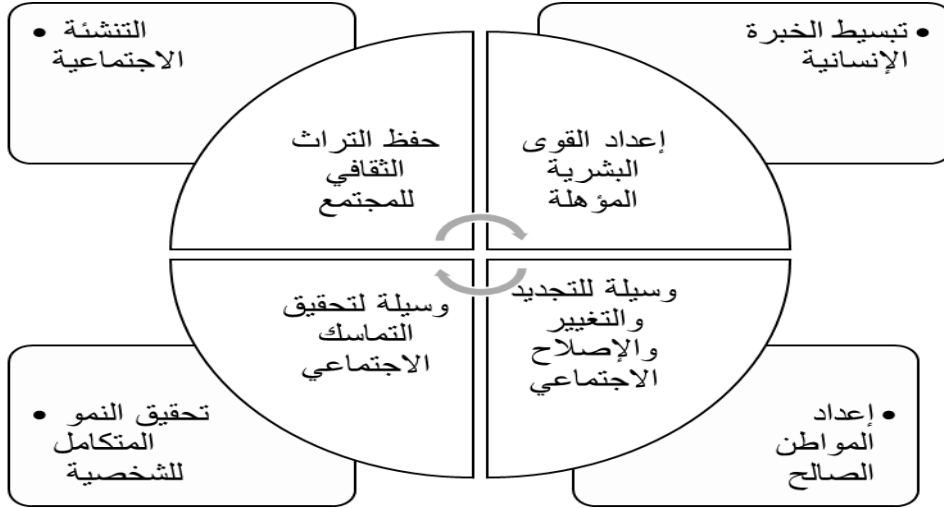 تبسيط الخبرة
الإنسانية
التنشئة
الاجتماعية
إعداد القوى
البشرية
المؤهلة
حفظ التراث
الثقافي
للمجتمع
وسيلة للتجديد
والتغيير
والإصلاح
الاجتماعي
وسيلة لتحقيق
التماسك
الاجتماعي
إعداد
المواطن
الصالح
تحقيق النمو
المتكامل
للشخصية